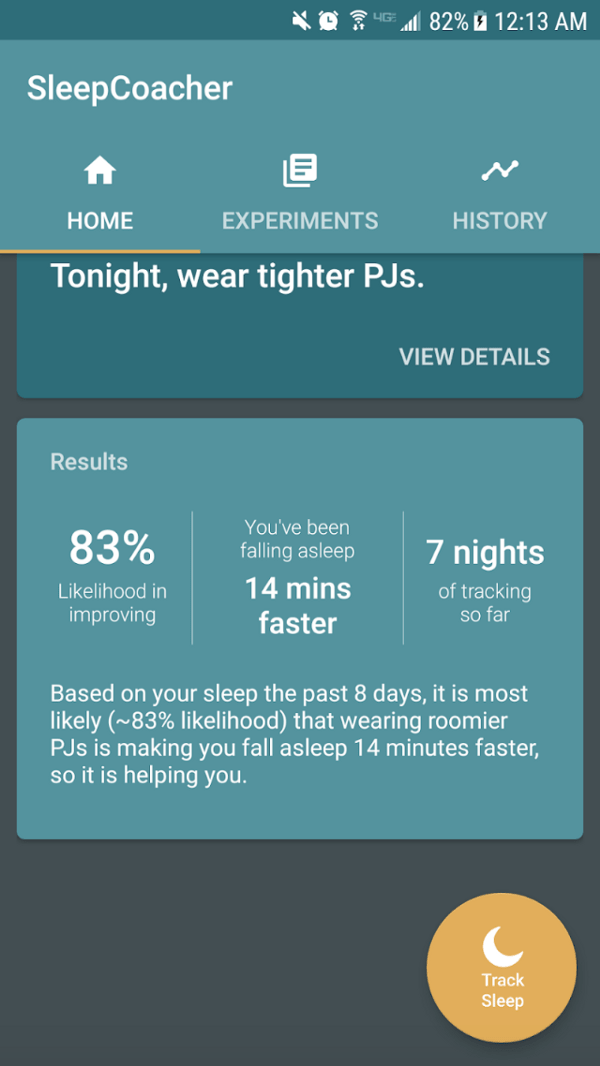 4G 82% 12:13 AM
SleepCoacher
HOME EXPERIMENTS HISTORY
Tonight, wear tighter PJs.
VIEW DETAILS
Results
83%
Likelihood in
improving
You've been
falling asleep
14 mins
faster
7 nights
of tracking
so far
Based on your sleep the past 8 days, it is most
likely (~83% likelihood) that wearing roomier
PJs is making you fall asleep 14 minutes faster,
so it is helping you.
Track
Sleep